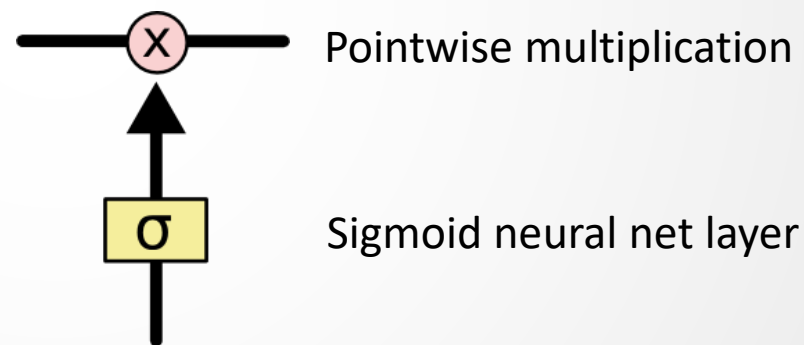 x Pointwise multiplication
σ Sigmoid neural net layer